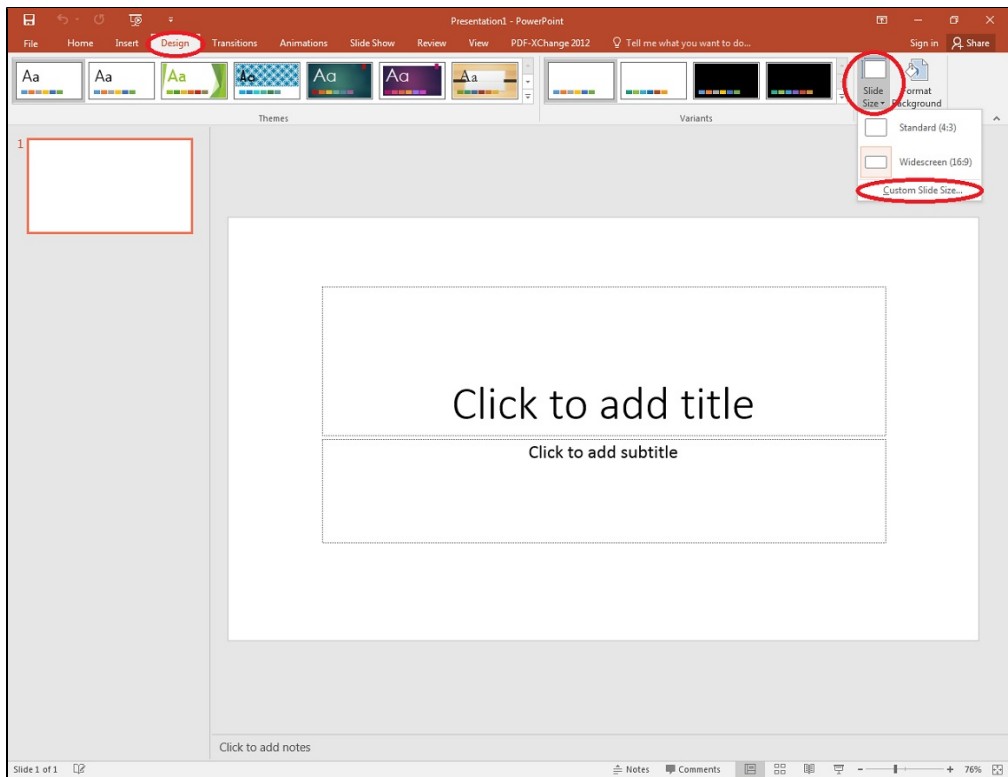 Presentation1 - PowerPoint
File Home Insert Design Transitions Animations Slide Show Review View PDF-XChange 2012 Tell me what you want to do... Sign in Share
Aa Aa Aa Aa Aa Aa Aa
Slide Size Format Background
Themes Variants
Standard (4:3)
Widescreen (16:9)
Custom Slide Size...
1
Click to add title
Click to add subtitle
Click to add notes
Slide 1 of 1 Notes Comments 76%